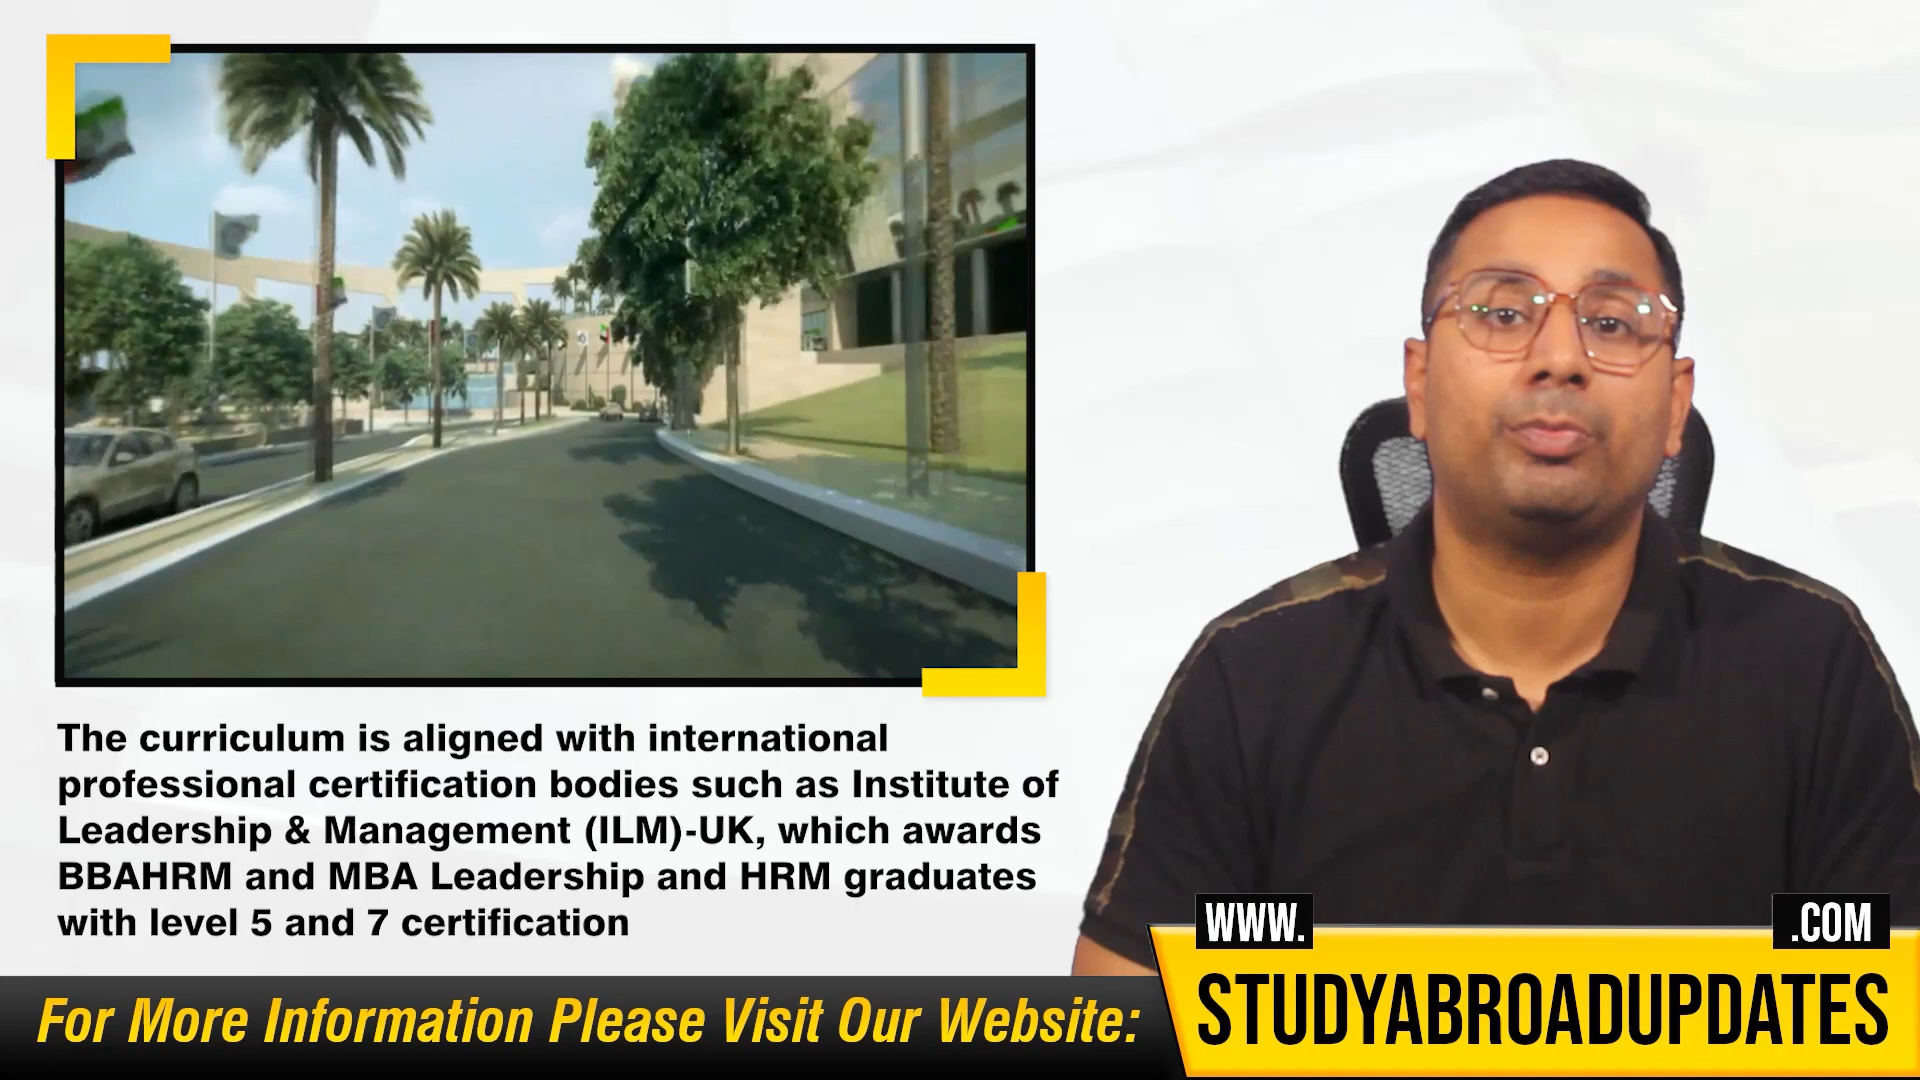 The curriculum is aligned with international
professional certification bodies such as Institute of
Leadership & Management (ILM)-UK, which awards
BBAHRM and MBA Leadership and HRM graduates
with level 5 and 7 certification
For More Information Please Visit Our Website:
WWW.
STUDYABROADUPDATES
.COM